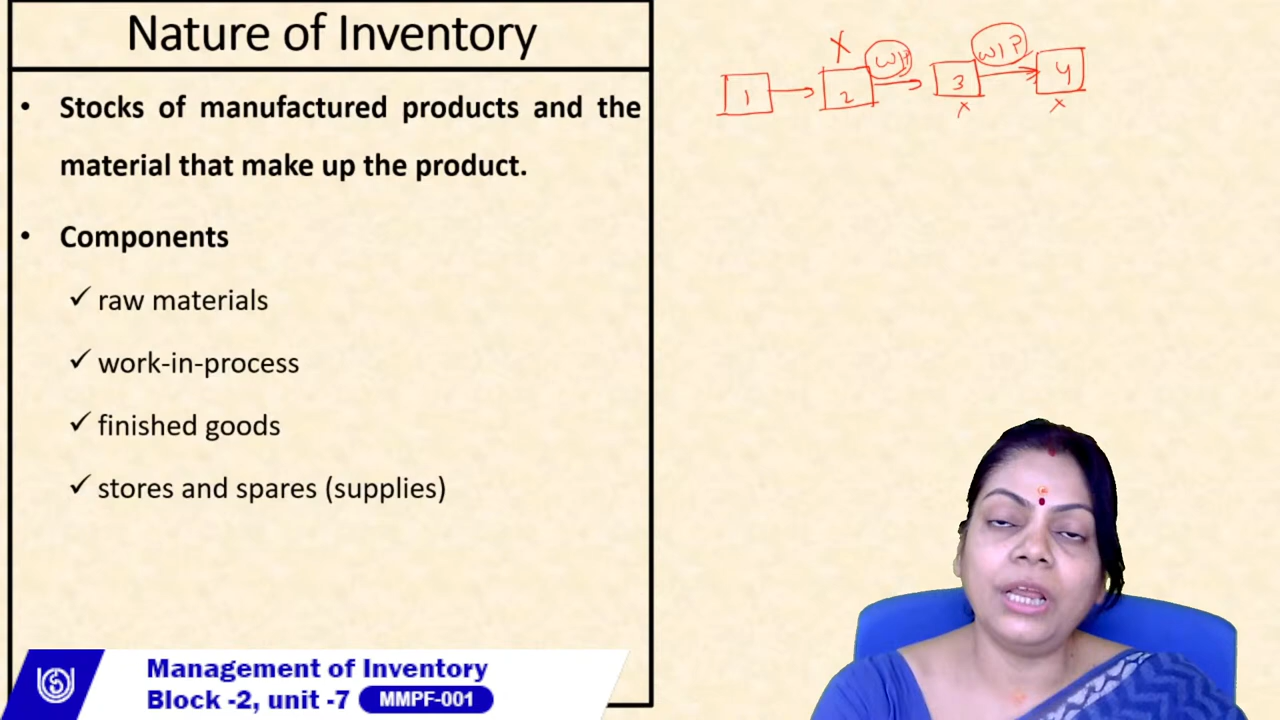 Nature of Inventory
• Stocks of manufactured products and the
material that make up the product.
• Components
✓ raw materials
✓ work-in-process
✓ finished goods
✓ stores and spares (supplies)
X
1 2 WIP 3 WIP 4
x x
Management of Inventory
Block -2, unit -7 MMPF-001